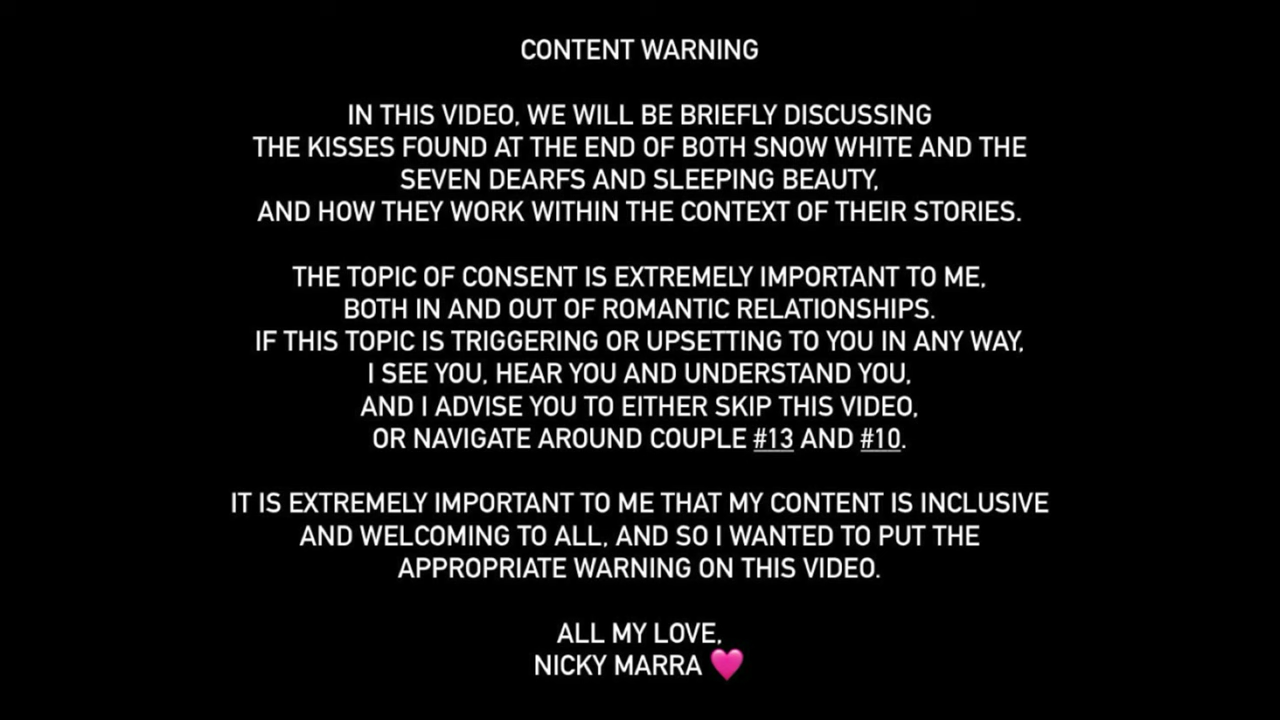 CONTENT WARNING
IN THIS VIDEO, WE WILL BE BRIEFLY DISCUSSING
THE KISSES FOUND AT THE END OF BOTH SNOW WHITE AND THE
SEVEN DEARFS AND SLEEPING BEAUTY,
AND HOW THEY WORK WITHIN THE CONTEXT OF THEIR STORIES.
THE TOPIC OF CONSENT IS EXTREMELY IMPORTANT TO ME,
BOTH IN AND OUT OF ROMANTIC RELATIONSHIPS.
IF THIS TOPIC IS TRIGGERING OR UPSETTING TO YOU IN ANY WAY,
I SEE YOU, HEAR YOU AND UNDERSTAND YOU,
AND I ADVISE YOU TO EITHER SKIP THIS VIDEO,
OR NAVIGATE AROUND COUPLE #13 AND #10.
IT IS EXTREMELY IMPORTANT TO ME THAT MY CONTENT IS INCLUSIVE
AND WELCOMING TO ALL, AND SO I WANTED TO PUT THE
APPROPRIATE WARNING ON THIS VIDEO.
ALL MY LOVE,
NICKY MARRA 🩷